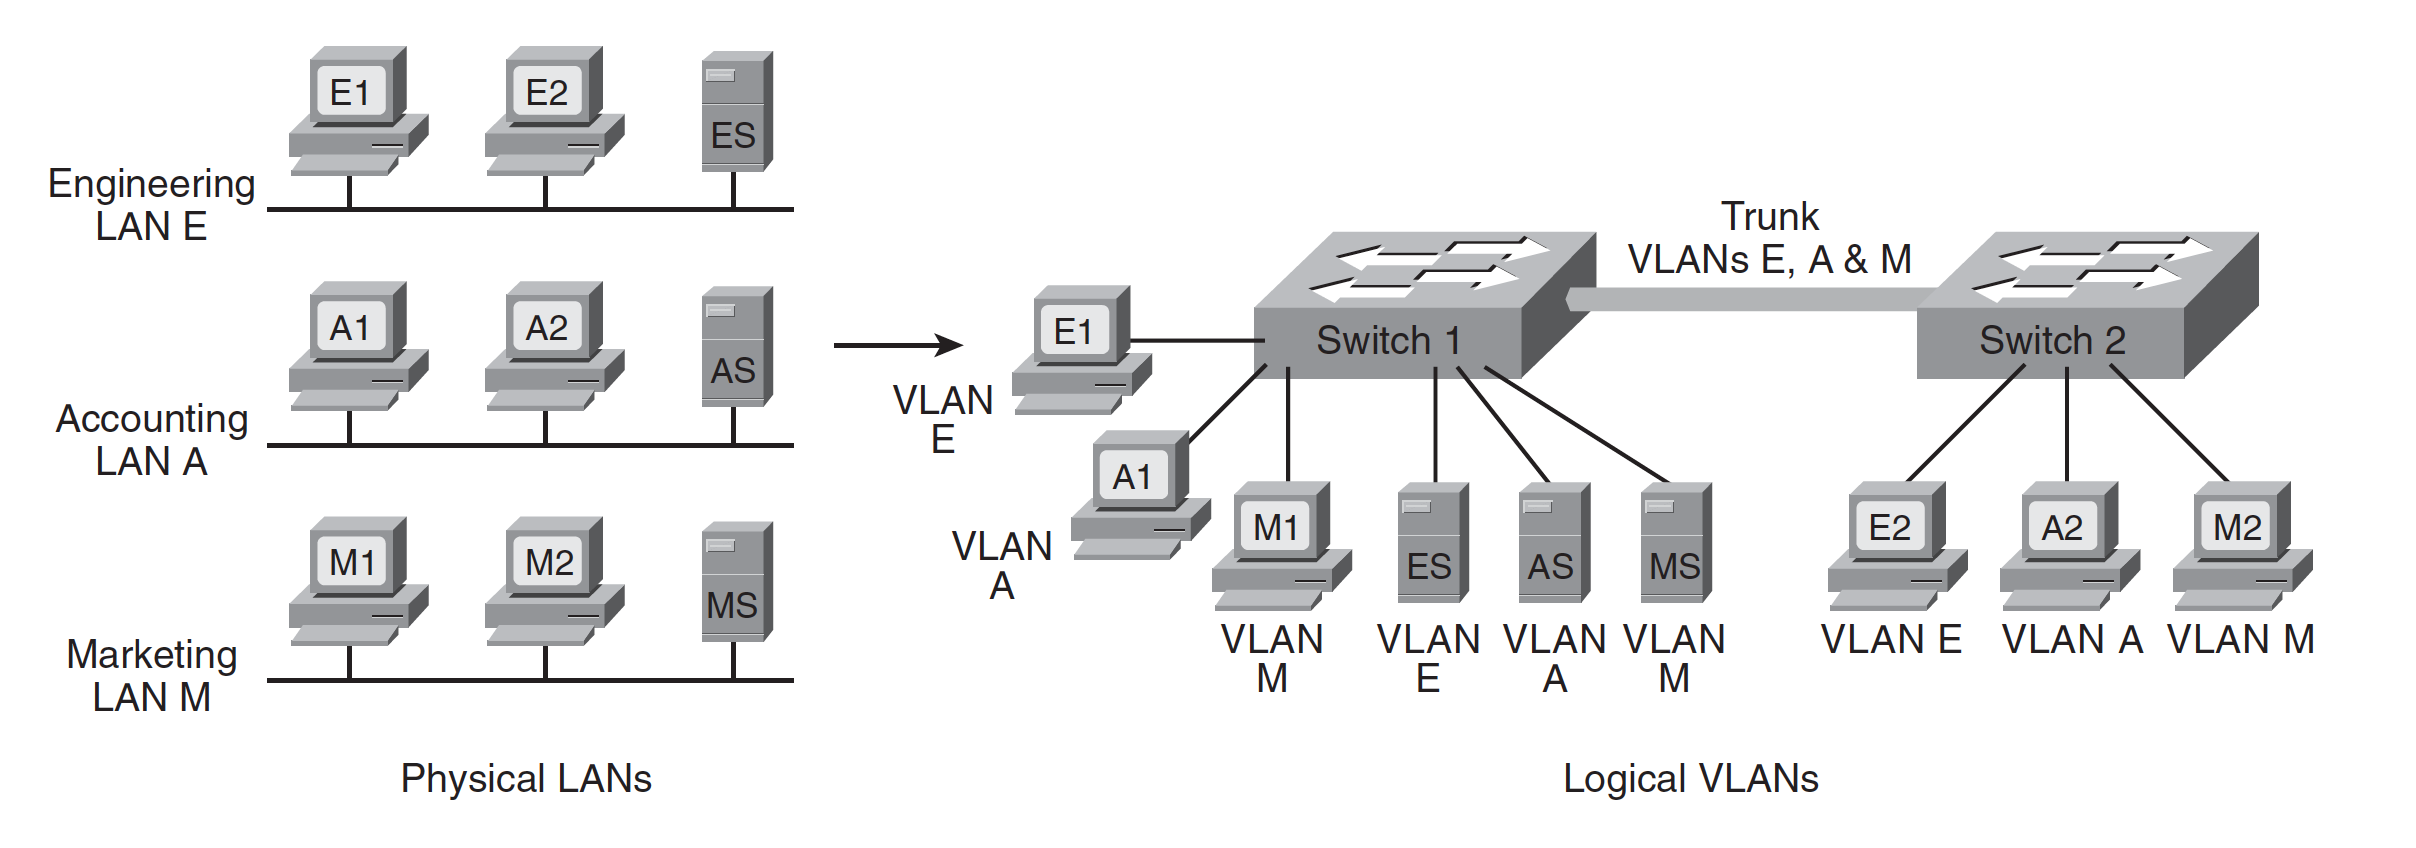 E1
E2
ES
Engineering
LAN E
A1
A2
AS
Accounting
LAN A
M1
M2
MS
Marketing
LAN M
Physical LANs
Trunk
VLANs E, A & M
Switch 1
Switch 2
E1
VLAN
E
A1
VLAN
A
M1
VLAN
M
ES
VLAN
E
AS
VLAN
A
MS
VLAN
M
E2
VLAN E
A2
VLAN A
M2
VLAN M
Logical VLANs